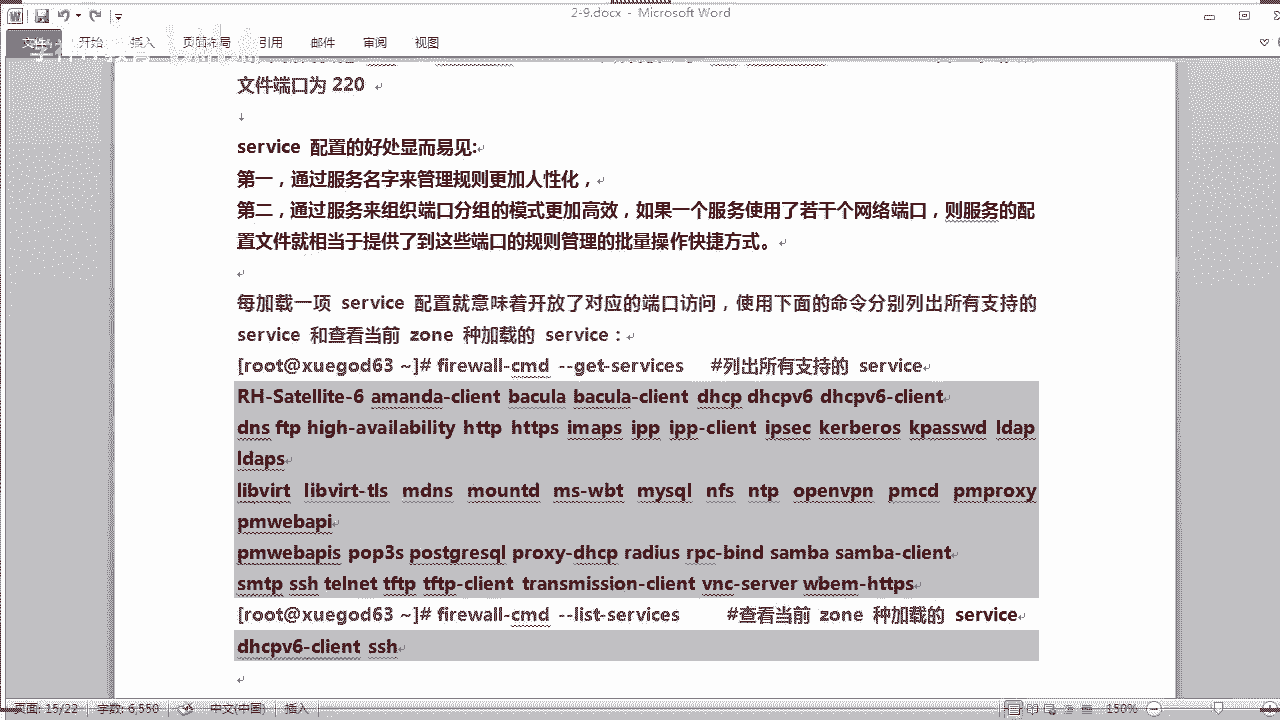 2-9.docx - Microsoft Word
文件 开始 插入 页面布局 引用 邮件 审阅 视图
文件端口为 220
service 配置的好处显而易见:
第一，通过服务名字来管理规则更加人性化，
第二，通过服务来组织端口分组的模式更加高效，如果一个服务使用了若干个网络端口，则服务的配
置文件就相当于提供了到这些端口的规则管理的批量操作快捷方式。
每加载一项 service 配置就意味着开放了对应的端口访问，使用下面的命令分别列出所有支持的
service 和查看当前 zone 种加载的 service：
[root@xuegod63 ~]# firewall-cmd --get-services #列出所有支持的 service
RH-Satellite-6 amanda-client bacula bacula-client dhcp dhcpv6 dhcpv6-client
dns ftp high-availability http https imaps ipp ipp-client ipsec kerberos kpasswd ldap
ldaps
libvirt libvirt-tls mdns mountd ms-wbt mysql nfs ntp openvpn pmcd pmproxy
pmwebapi
pmwebapis pop3s postgresql proxy-dhcp radius rpc-bind samba samba-client
smtp ssh telnet tftp tftp-client transmission-client vnc-server wbem-https
[root@xuegod63 ~]# firewall-cmd --list-services #查看当前 zone 种加载的 service
dhcpv6-client ssh
页面: 15/22 字数: 6,550 中文(中国) 插入 150%